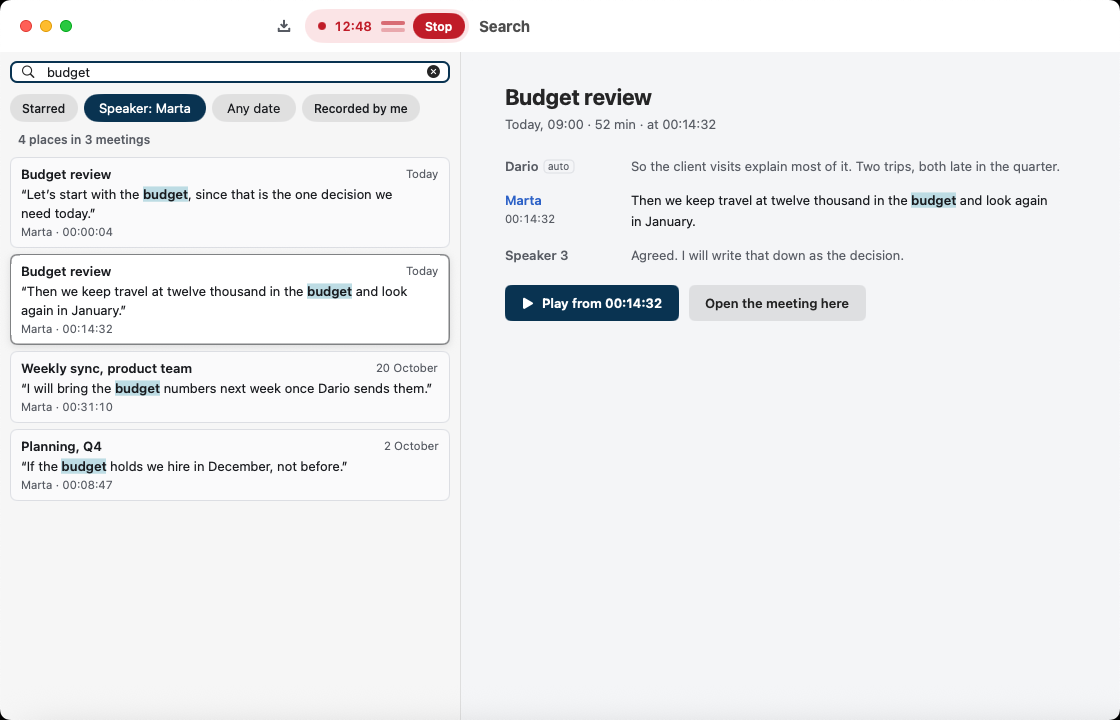 12:48
Stop
Search
budget
Starred
Speaker: Marta
Any date
Recorded by me
4 places in 3 meetings
Budget review
Today
“Let’s start with the budget, since that is the one decision we
need today.”
Marta · 00:00:04
Budget review
Today
“Then we keep travel at twelve thousand in the budget and look
again in January.”
Marta · 00:14:32
Weekly sync, product team
20 October
“I will bring the budget numbers next week once Dario sends them.”
Marta · 00:31:10
Planning, Q4
2 October
“If the budget holds we hire in December, not before.”
Marta · 00:08:47
Budget review
Today, 09:00 · 52 min · at 00:14:32
Dario auto
So the client visits explain most of it. Two trips, both late in the quarter.
Marta
00:14:32
Then we keep travel at twelve thousand in the budget and look again
in January.
Speaker 3
Agreed. I will write that down as the decision.
Play from 00:14:32
Open the meeting here